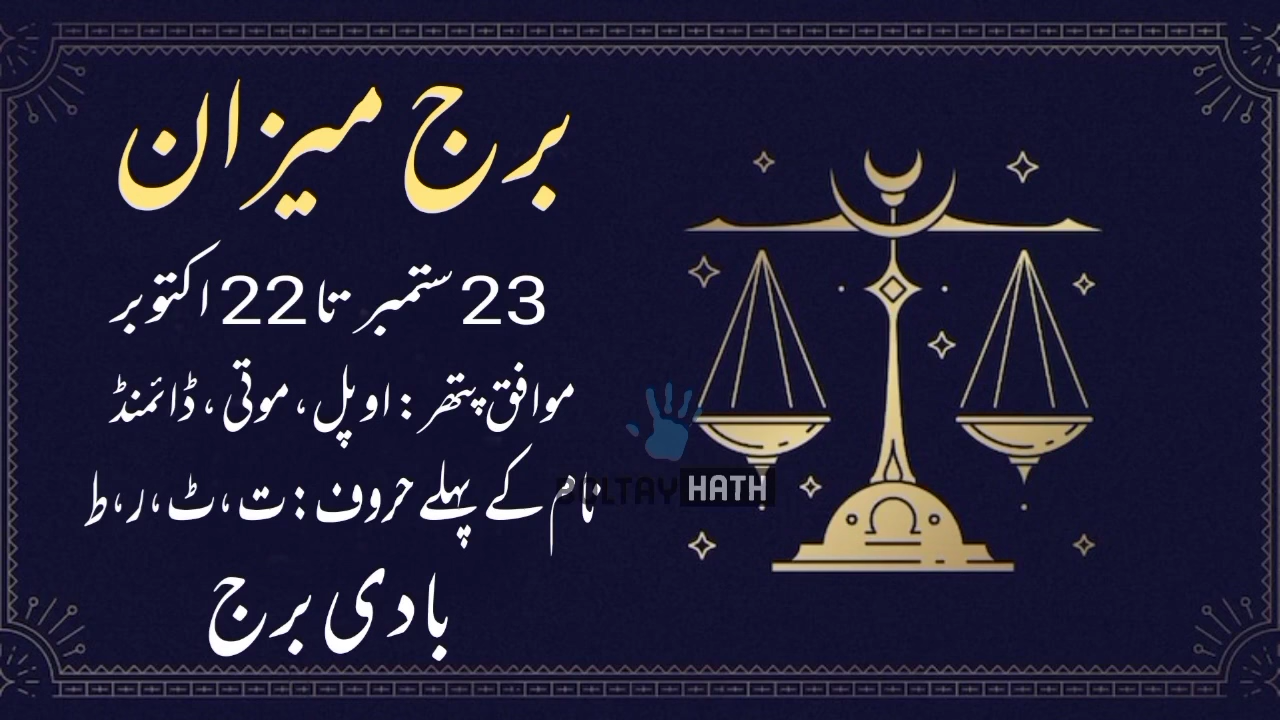 برج میزان
23 ستمبر تا 22 اکتوبر
موافق پتھر : اوپل، موتی، ڈائمنڈ
نام کے پہلے حروف : ت، ٹ، ر، ط
بادی برج
BOLTAY HATH